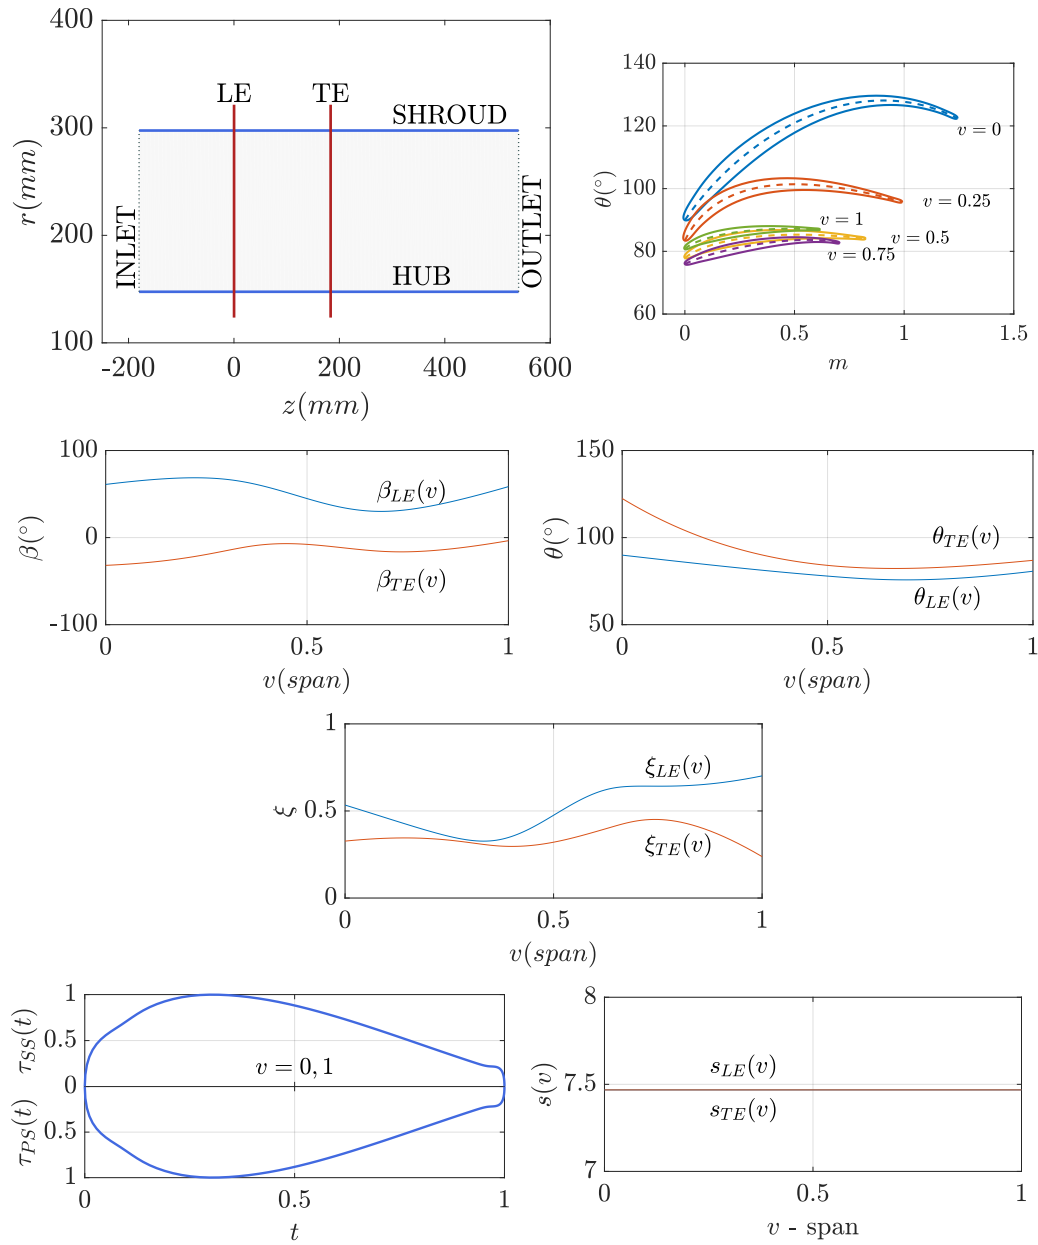 400
300
200
100
r(mm)
LE
TE
SHROUD
HUB
INLET
OUTLET
-200
0
200
400
600
z(mm)
140
120
100
80
60
θ(°)
v=0
v = 0.25
v = 1
v = 0.5
v = 0.75
0
0.5
1
1.5
m
100
0
-100
β(°)
β_LE(v)
β_TE(v)
0
0.5
1
v(span)
150
100
50
θ(°)
θ_TE(v)
θ_LE(v)
0
0.5
1
v(span)
1
0.5
0
ξ
ξ_LE(v)
ξ_TE(v)
0
0.5
1
v(span)
1
0.5
0
0.5
1
τ_PS(t) τ_SS(t)
v = 0, 1
0
0.5
1
t
8
7.5
7
s(v)
s_LE(v)
s_TE(v)
0
0.5
1
v - span